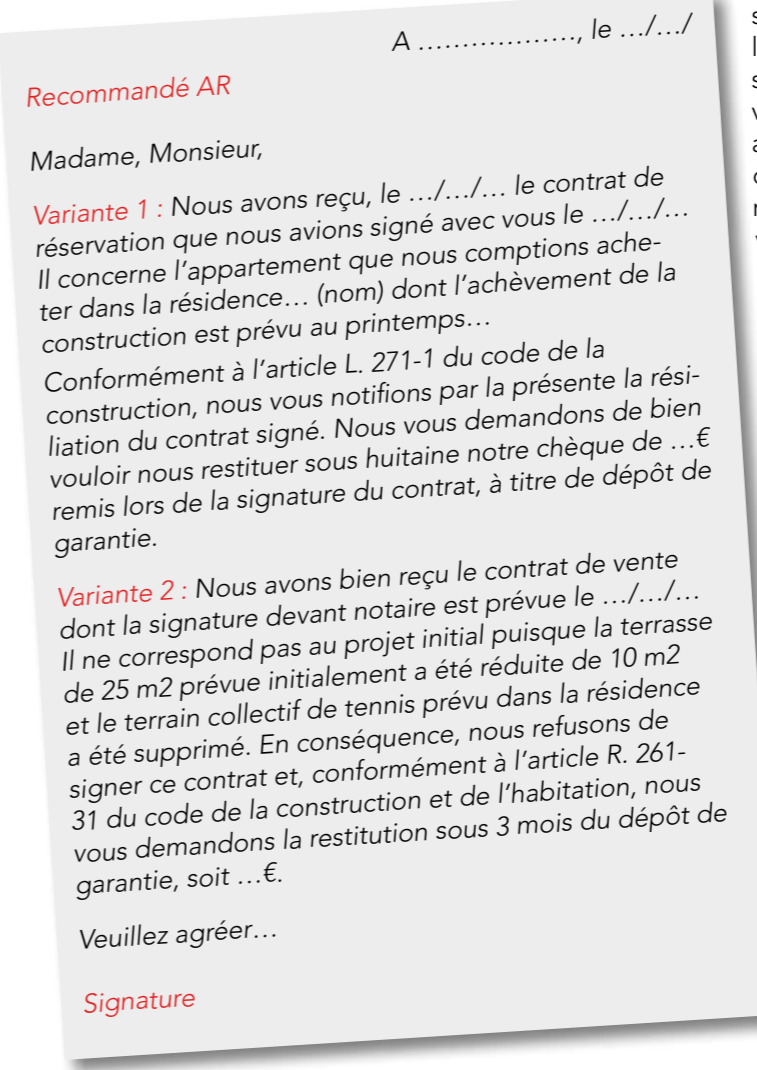 A ………………, le …/…/
Recommandé AR
Madame, Monsieur,
Variante 1 : Nous avons reçu, le …/…/… le contrat de
réservation que nous avions signé avec vous le …/…/…
Il concerne l’appartement que nous comptions ache-
ter dans la résidence… (nom) dont l’achèvement de la
construction est prévu au printemps…
Conformément à l’article L. 271-1 du code de la
construction, nous vous notifions par la présente la rési-
liation du contrat signé. Nous vous demandons de bien
vouloir nous restituer sous huitaine notre chèque de …€
remis lors de la signature du contrat, à titre de dépôt de
garantie.
Variante 2 : Nous avons bien reçu le contrat de vente
dont la signature devant notaire est prévue le …/…/…
Il ne correspond pas au projet initial puisque la terrasse
de 25 m2 prévue initialement a été réduite de 10 m2
et le terrain collectif de tennis prévu dans la résidence
a été supprimé. En conséquence, nous refusons de
signer ce contrat et, conformément à l’article R. 261-
31 du code de la construction et de l’habitation, nous
vous demandons la restitution sous 3 mois du dépôt de
garantie, soit …€.
Veuillez agréer…
Signature